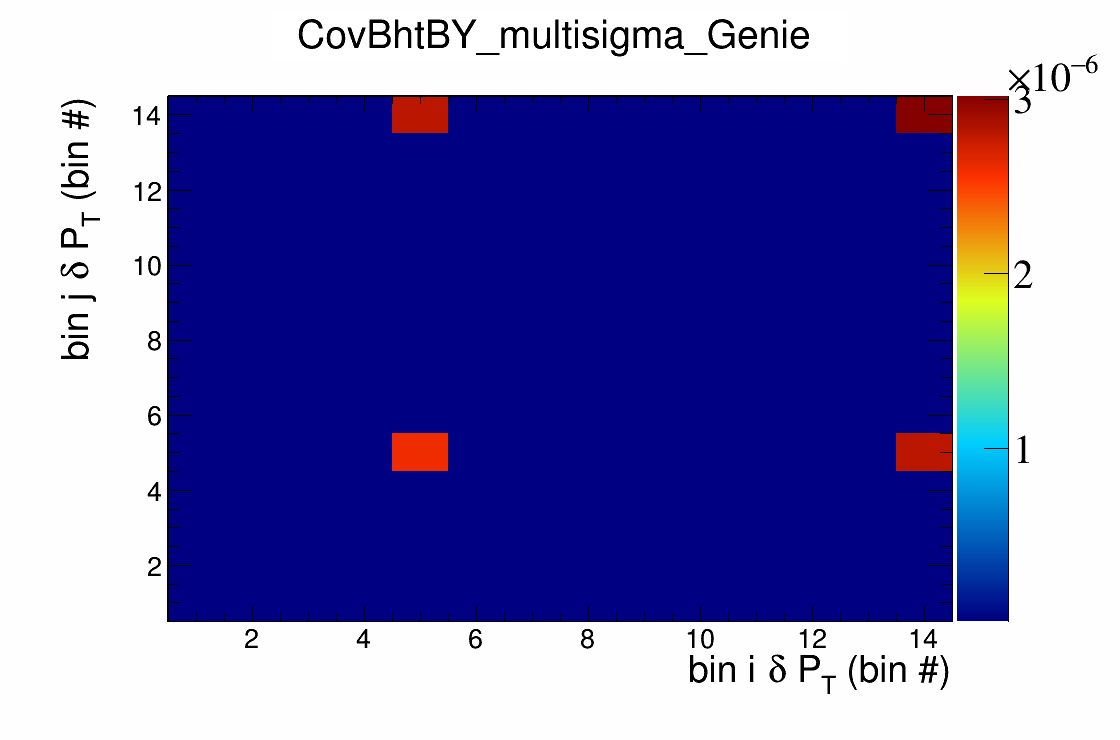 CovBhtBY_multisigma_Genie
×10⁻⁶
3
2
1
bin j δ P_T (bin #)
14
12
10
8
6
4
2
2 4 6 8 10 12 14
bin i δ P_T (bin #)